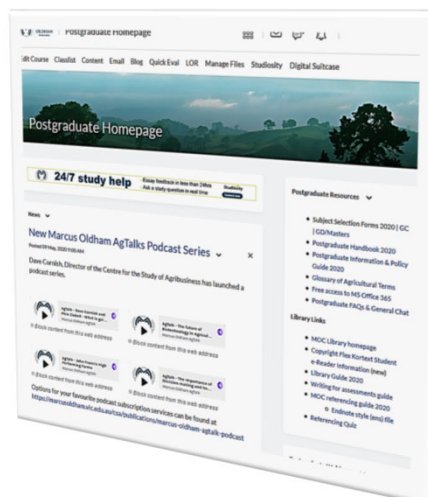 OLDHAM
Postgraduate Homepage
Edit Course Classlist Content Email Blog Quick Eval LOR Manage Files Studiosity Digital Suitcase
Postgraduate Homepage
24/7 study help
Essay feedback in less than 24hrs
Ask a study question in real time
Studiosity
News
New Marcus Oldham AgTalks Podcast Series
Dave Cornish, Director of the Centre for the Study of Agribusiness has launched a
podcast series.
Block content from this web address
Block content from this web address
Block content from this web address
Block content from this web address
Options for your favourite podcast subscription services can be found at
https://marcusoldham.vic.edu.au/csa/publications/marcus-oldham-agtalk-podcast
Postgraduate Resources
Subject Selection Forms 2020 | GC
| GD/Masters
Postgraduate Handbook 2020
Postgraduate Information & Policy
Guide 2020
Glossary of Agricultural Terms
Free access to MS Office 365
Postgraduate FAQs & General Chat
Library Links
MOC Library homepage
Copyright Flex Kortext Student
e-Reader Information (new)
Library Guide 2020
Writing for assessments guide
MOC referencing guide 2020
Endnote style (ens) file
Referencing Quiz